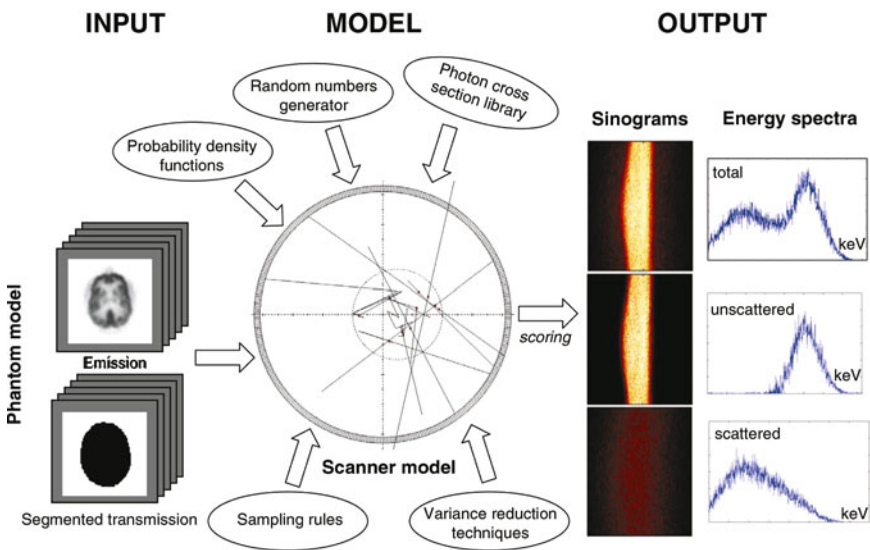 INPUT
MODEL
OUTPUT
Random numbers
generator
Photon cross
section library
Probability density
functions
Sinograms
Energy spectra
total
keV
Phantom model
Emission
scoring
unscattered
keV
Segmented transmission
Scanner model
Sampling rules
Variance reduction
techniques
scattered
keV